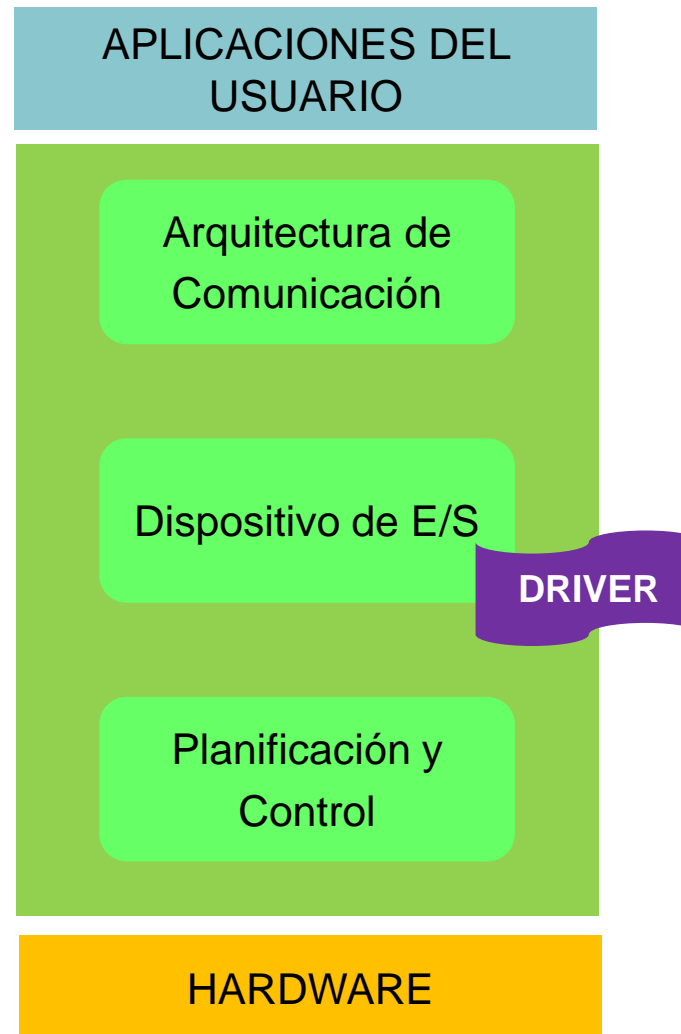 APLICACIONES DEL
USUARIO
Arquitectura de
Comunicación
Dispositivo de E/S
DRIVER
Planificación y
Control
HARDWARE